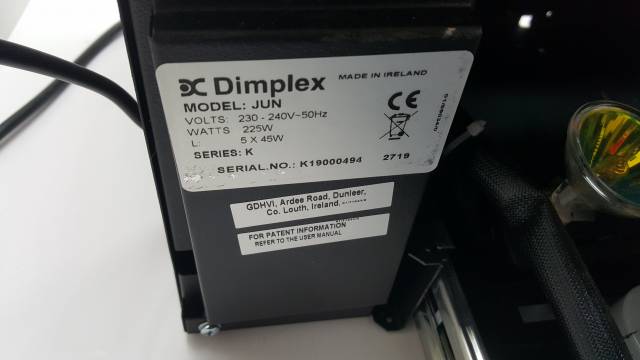 Dimplex
MADE IN IRELAND
MODEL: JUN
VOLTS: 230 - 240V~50Hz
WATTS 225W
L: 5 X 45W
SERIES: K
SERIAL.NO.: K19000494 2719
CE
GDHVI, Ardee Road, Dunleer,
Co. Louth, Ireland.
FOR PATENT INFORMATION
REFER TO THE USER MANUAL